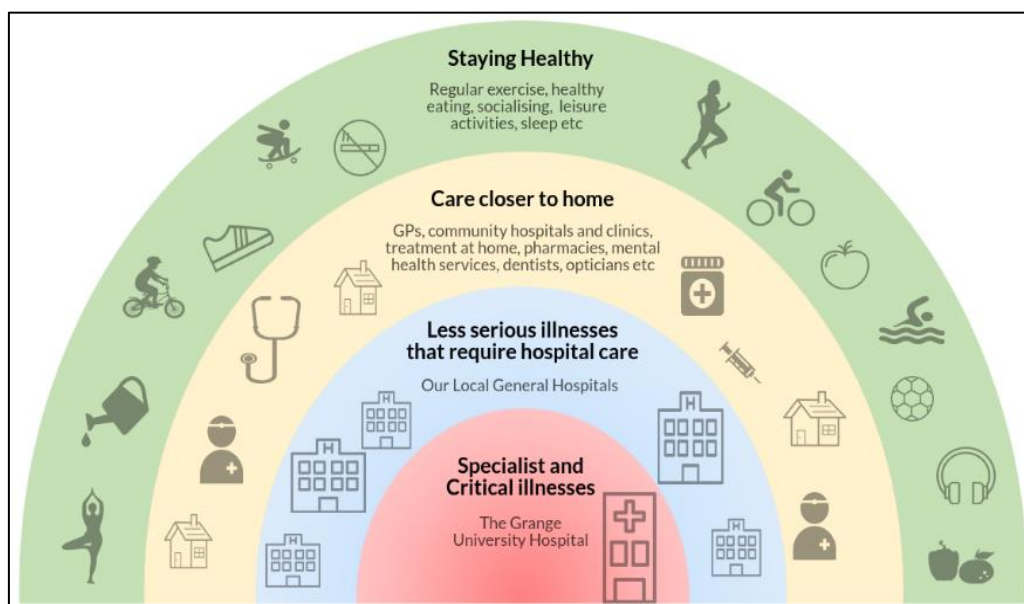 Staying Healthy
Regular exercise, healthy
eating, socialising, leisure
activities, sleep etc
Care closer to home
GPs, community hospitals and clinics,
treatment at home, pharmacies, mental
health services, dentists, opticians etc
Less serious illnesses
that require hospital care
Our Local General Hospitals
H
H
H
H
H
Specialist and
Critical illnesses
The Grange
University Hospital